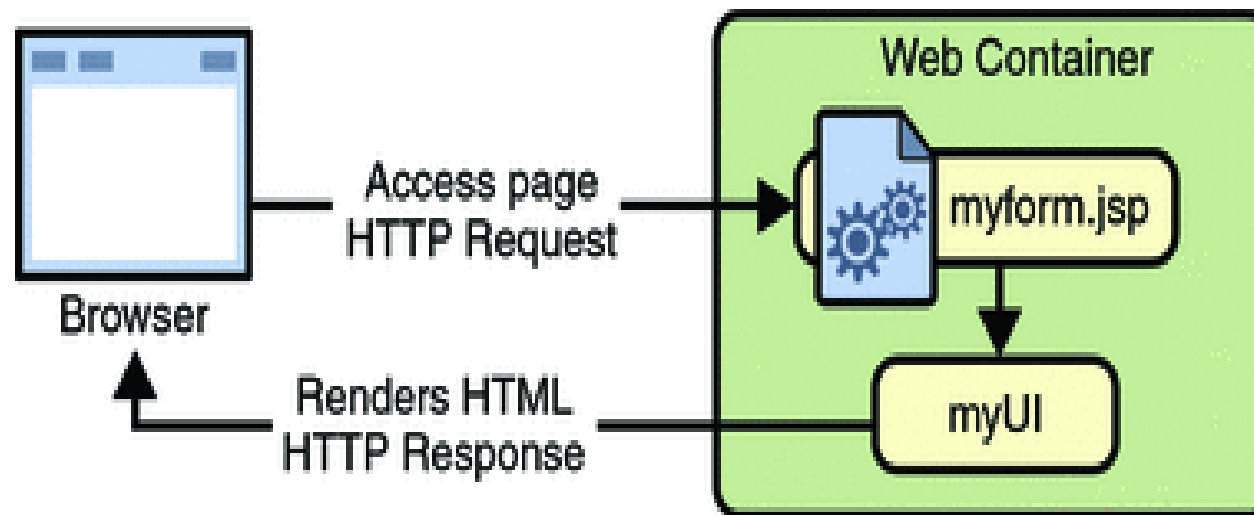 Web Container
Access page
HTTP Request
myform.jsp
Browser
Renders HTML
HTTP Response
myUI